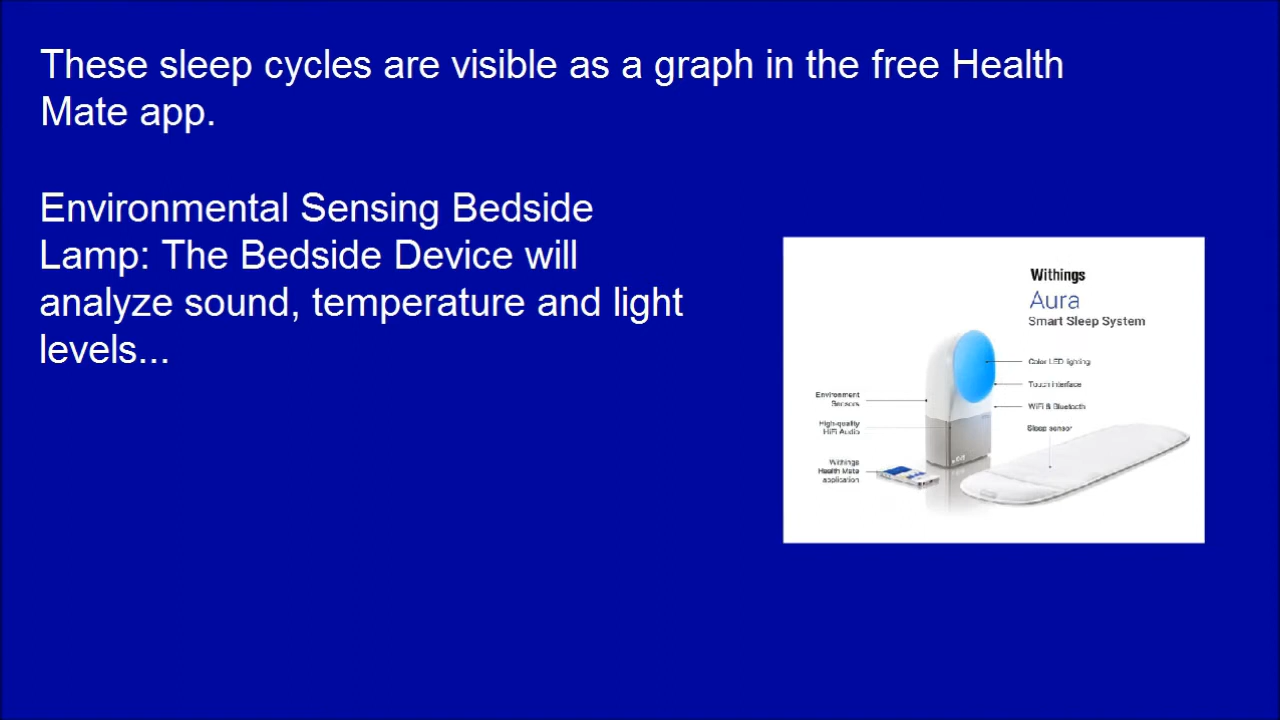 These sleep cycles are visible as a graph in the free Health
Mate app.
Environmental Sensing Bedside
Lamp: The Bedside Device will
analyze sound, temperature and light
levels...
Withings
Aura
Smart Sleep System
Color LED lighting
Touch interface
WiFi & Bluetooth
Sleep sensor
Environment
Sensors
High-quality
HiFi Audio
Withings
Health Mate
application